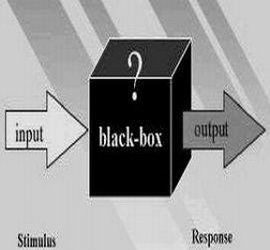 ?
input
black-box
output
Stimulus
Response